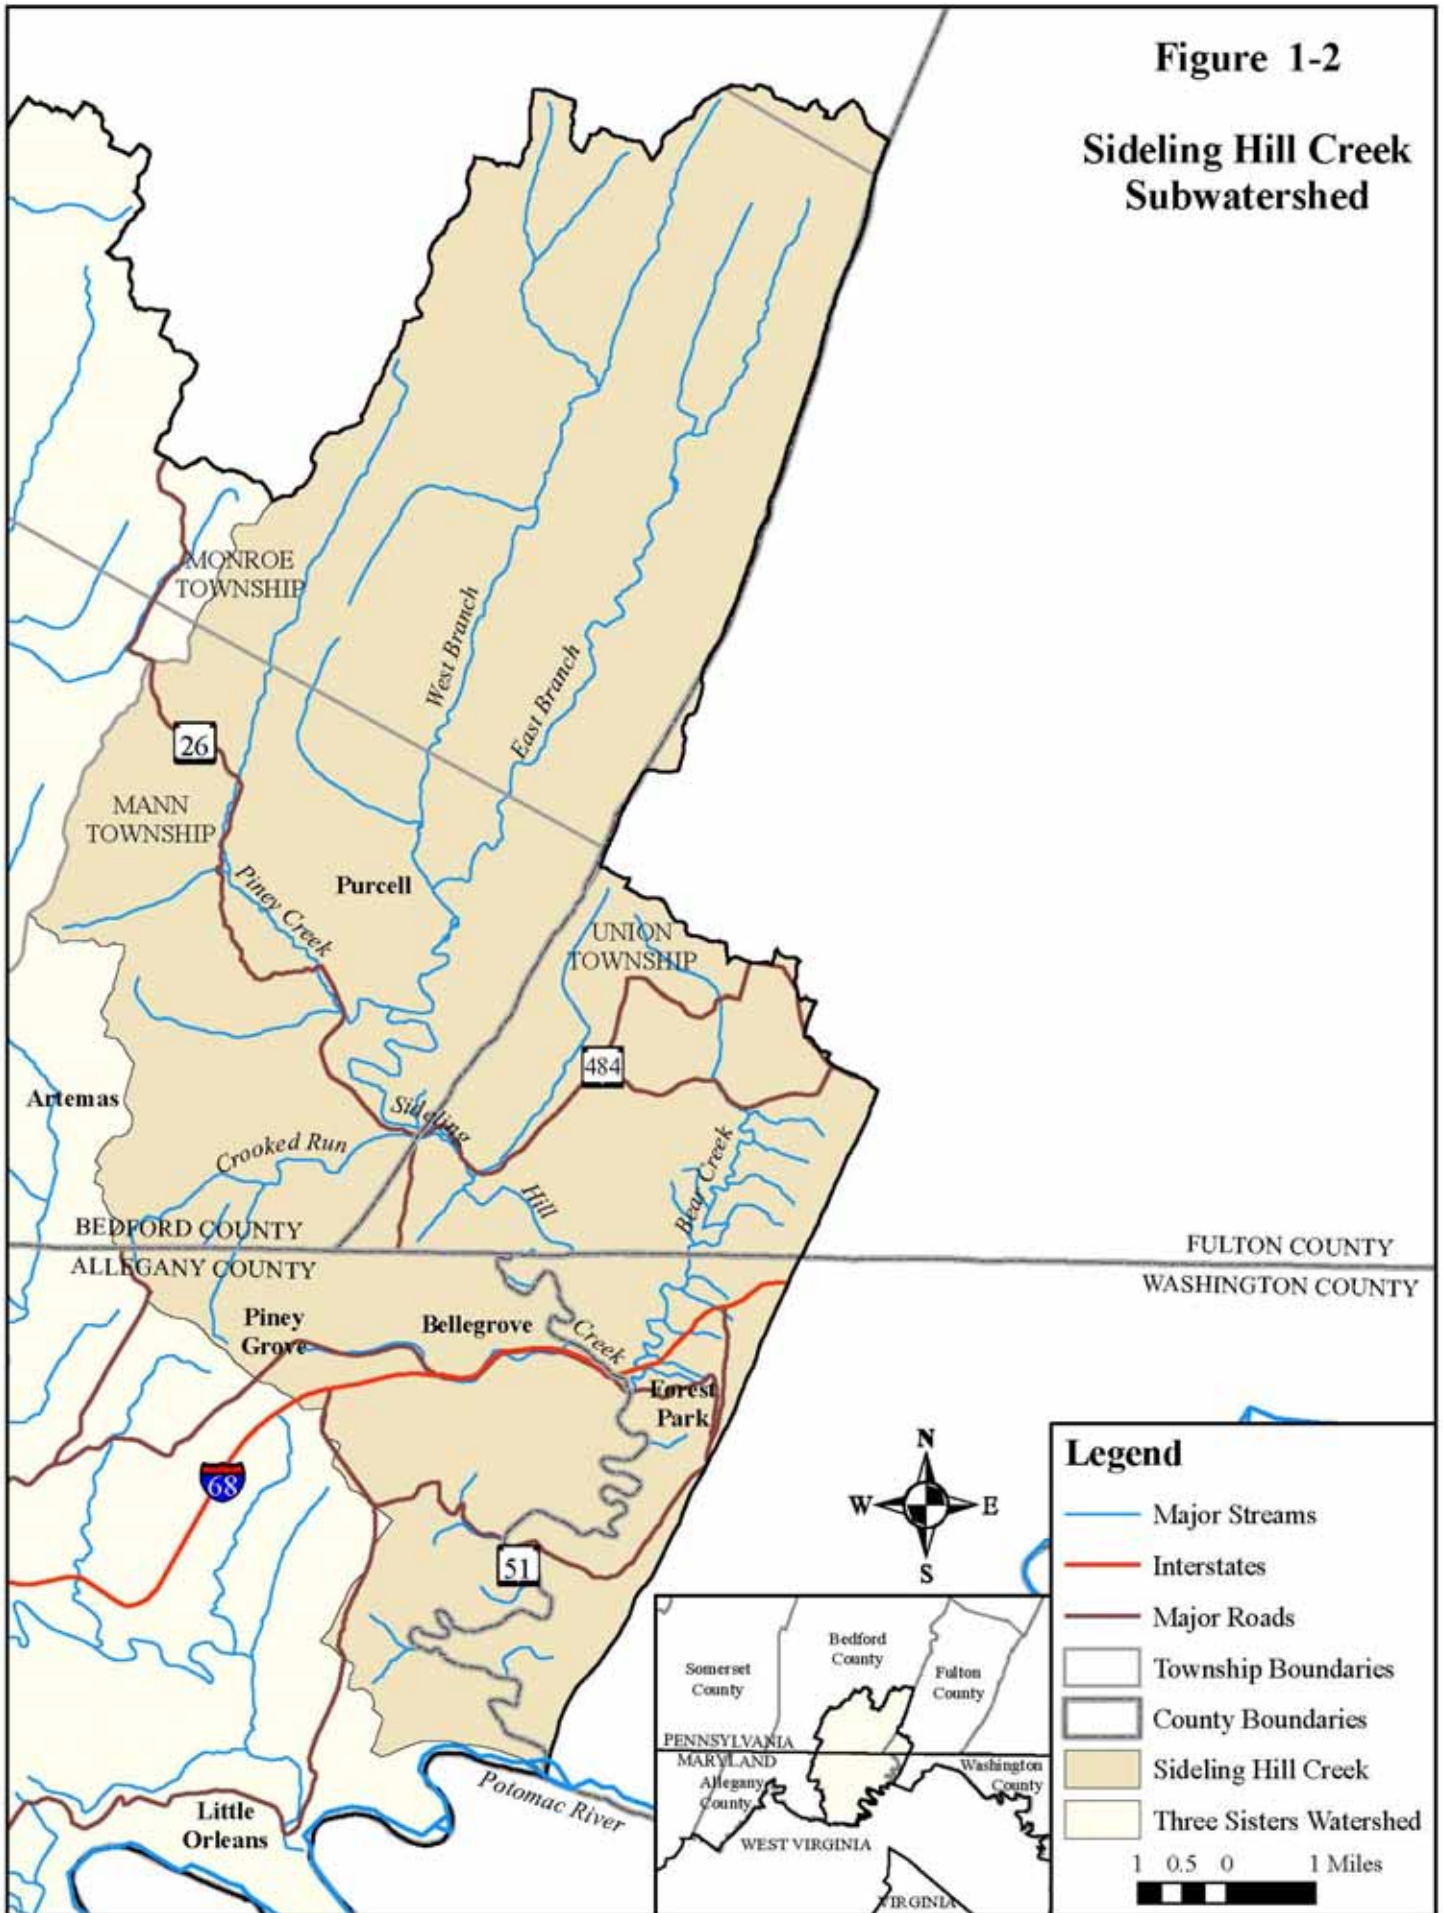 Figure 1-2
Sideling Hill Creek
Subwatershed
MONROE
TOWNSHIP
West Branch
East Branch
26
MANN
TOWNSHIP
Piney Creek
Purcell
UNION
TOWNSHIP
484
Artemas
Sideling
Crooked Run
Hill
Bear Creek
BEDFORD COUNTY
ALLEGANY COUNTY
FULTON COUNTY
WASHINGTON COUNTY
Piney
Grove
Bellegrove
Creek
Forest
Park
68
51
Little
Orleans
Potomac River
N
W
E
S
Legend
Major Streams
Interstates
Major Roads
Township Boundaries
County Boundaries
Sideling Hill Creek
Three Sisters Watershed
1 0.5 0 1 Miles
Somerset
County
Bedford
County
Fulton
County
PENNSYLVANIA
MARYLAND
Allegany
County
Washington
County
WEST VIRGINIA
VIRGINIA